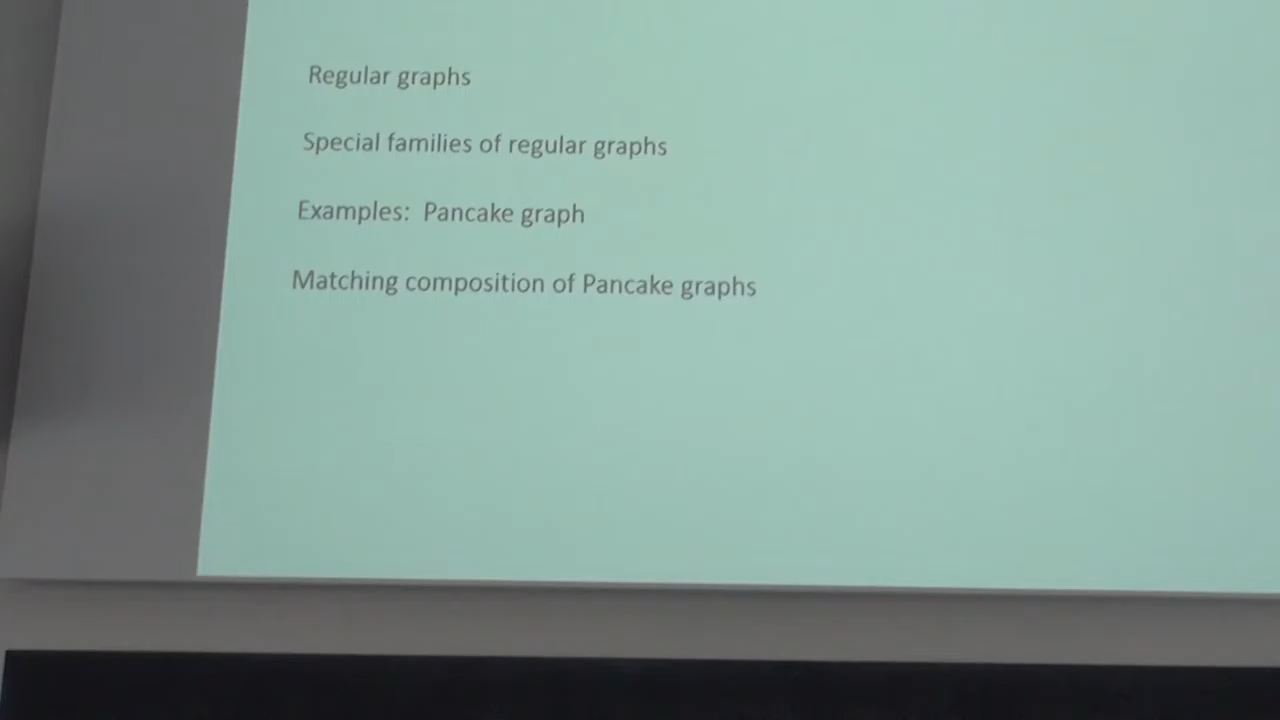 Regular graphs
Special families of regular graphs
Examples: Pancake graph
Matching composition of Pancake graphs